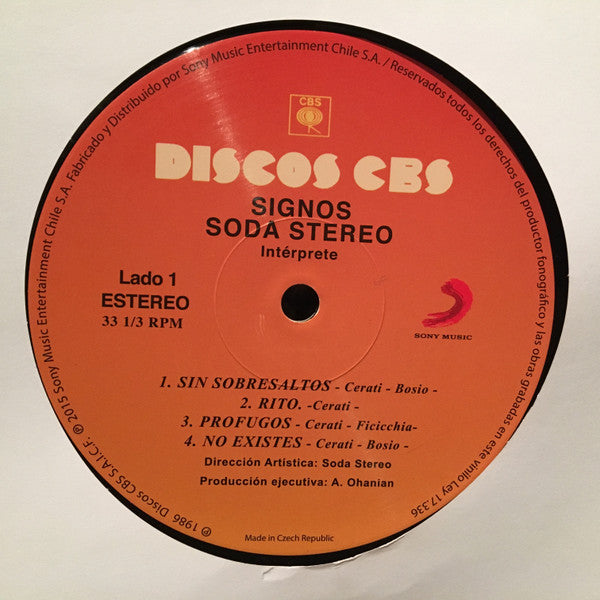 ℗ 1986 Discos CBS S.A.I.C.F. ℗ 2015 Sony Music Entertainment Chile S.A. Fabricado y Distribuido por Sony Music Entertainment Chile S.A. / Reservados todos los derechos del productor fonográfico y las obras grabadas en este vinilo Ley 17.336
CBS
DISCOS CBS
SIGNOS
SODA STEREO
Intérprete
Lado 1
ESTEREO
33 1/3 RPM
SONY MUSIC
1. SIN SOBRESALTOS - Cerati - Bosio -
2. RITO. -Cerati -
3. PROFUGOS - Cerati - Ficicchia-
4. NO EXISTES - Cerati - Bosio -
Dirección Artistica: Soda Stereo
Producción ejecutiva: A. Ohanian
Made in Czech Republic